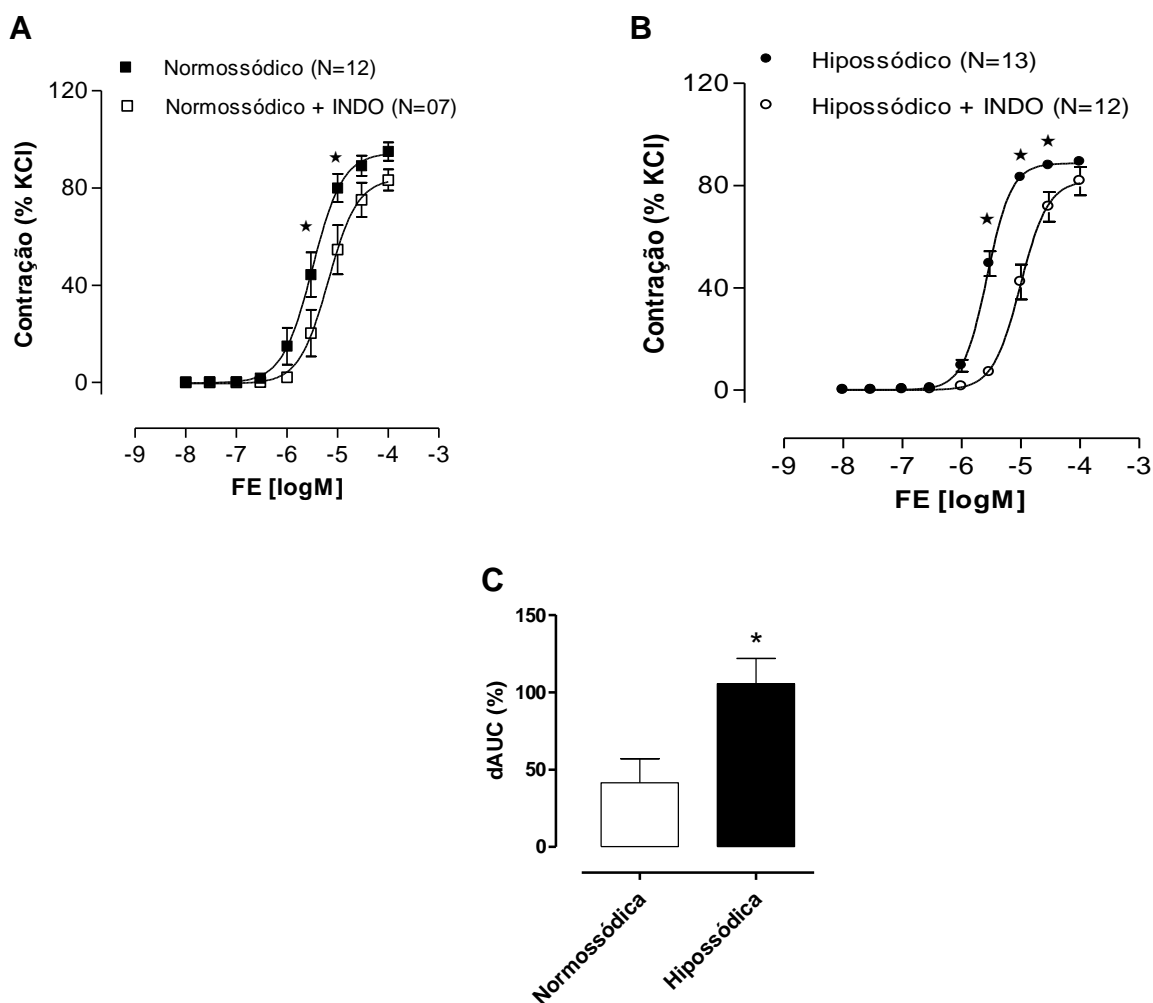 A
Normossódico (N=12)
Normossódico + INDO (N=07)
120
80
40
0
Contração (% KCl)
★
★
-9 -8 -7 -6 -5 -4 -3
FE [logM]
B
Hipossódico (N=13)
Hipossódico + INDO (N=12)
120
80
40
0
Contração (% KCl)
★
★ ★
-9 -8 -7 -6 -5 -4 -3
FE [logM]
C
150
100
50
0
dAUC (%)
*
Normossódica
Hipossódica